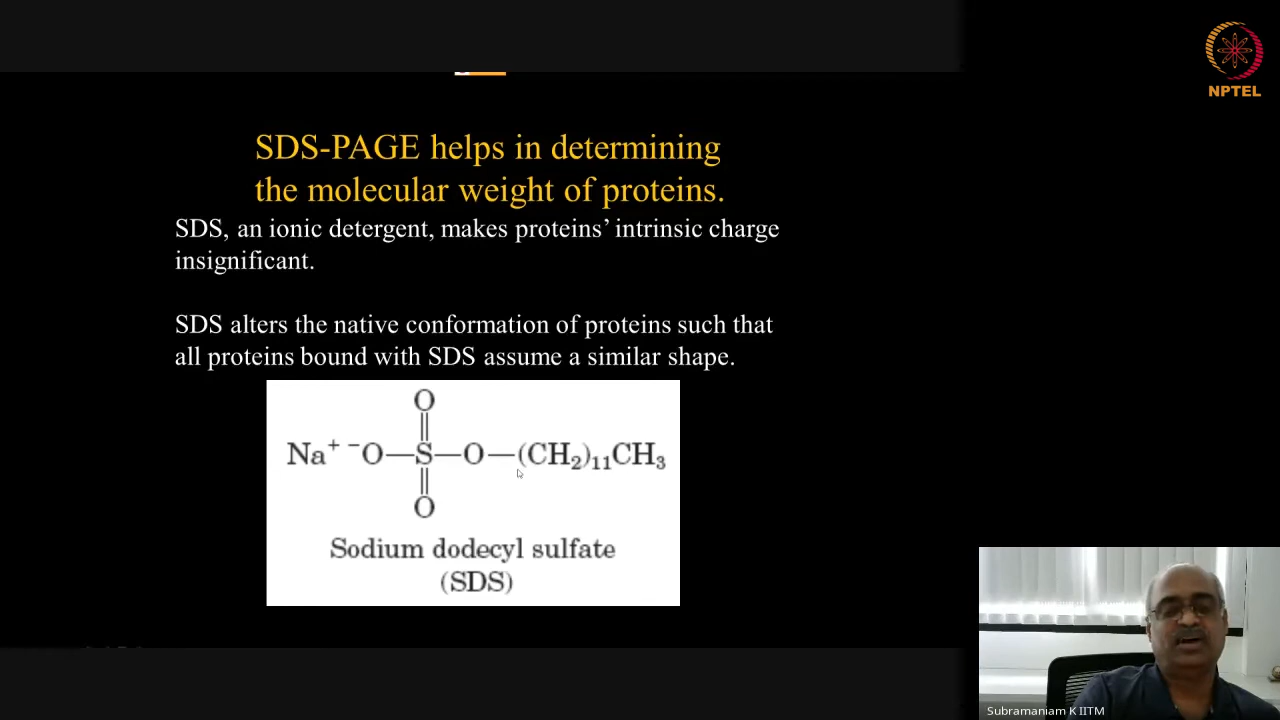 NPTEL
SDS-PAGE helps in determining
the molecular weight of proteins.
SDS, an ionic detergent, makes proteins’ intrinsic charge
insignificant.
SDS alters the native conformation of proteins such that
all proteins bound with SDS assume a similar shape.
O
Na⁺ ⁻O—S—O—(CH₂)₁₁CH₃
O
Sodium dodecyl sulfate
(SDS)
Subramaniam K IITM